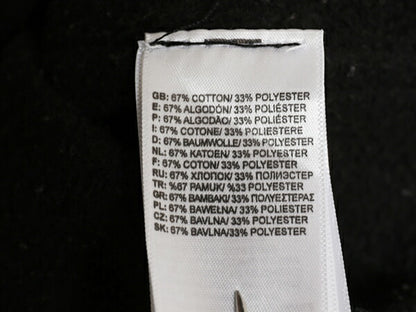 GB: 67% COTTON/ 33% POLYESTER
E: 67% ALGODÓN/ 33% POLIÉSTER
P: 67% ALGODÃO/ 33% POLIÉSTER
I: 67% COTONE/ 33% POLIESTERE
D: 67% BAUMWOLLE/ 33% POLYESTER
NL: 67% KATOEN/ 33% POLYESTER
F: 67% COTON/ 33% POLYESTER
RU: 67% ХЛОПОК/ 33% ПОЛИЭСТЕР
TR: %67 PAMUK/ %33 POLYESTER
GR: 67% ΒΑΜΒΑΚΙ/ 33% ΠΟΛΥΕΣΤΕΡΑΣ
PL: 67% BAWEŁNA/ 33% POLYESTER
CZ: 67% BAVLNA/ 33% POLYESTER
SK: 67% BAVLNA/33% POLYESTER